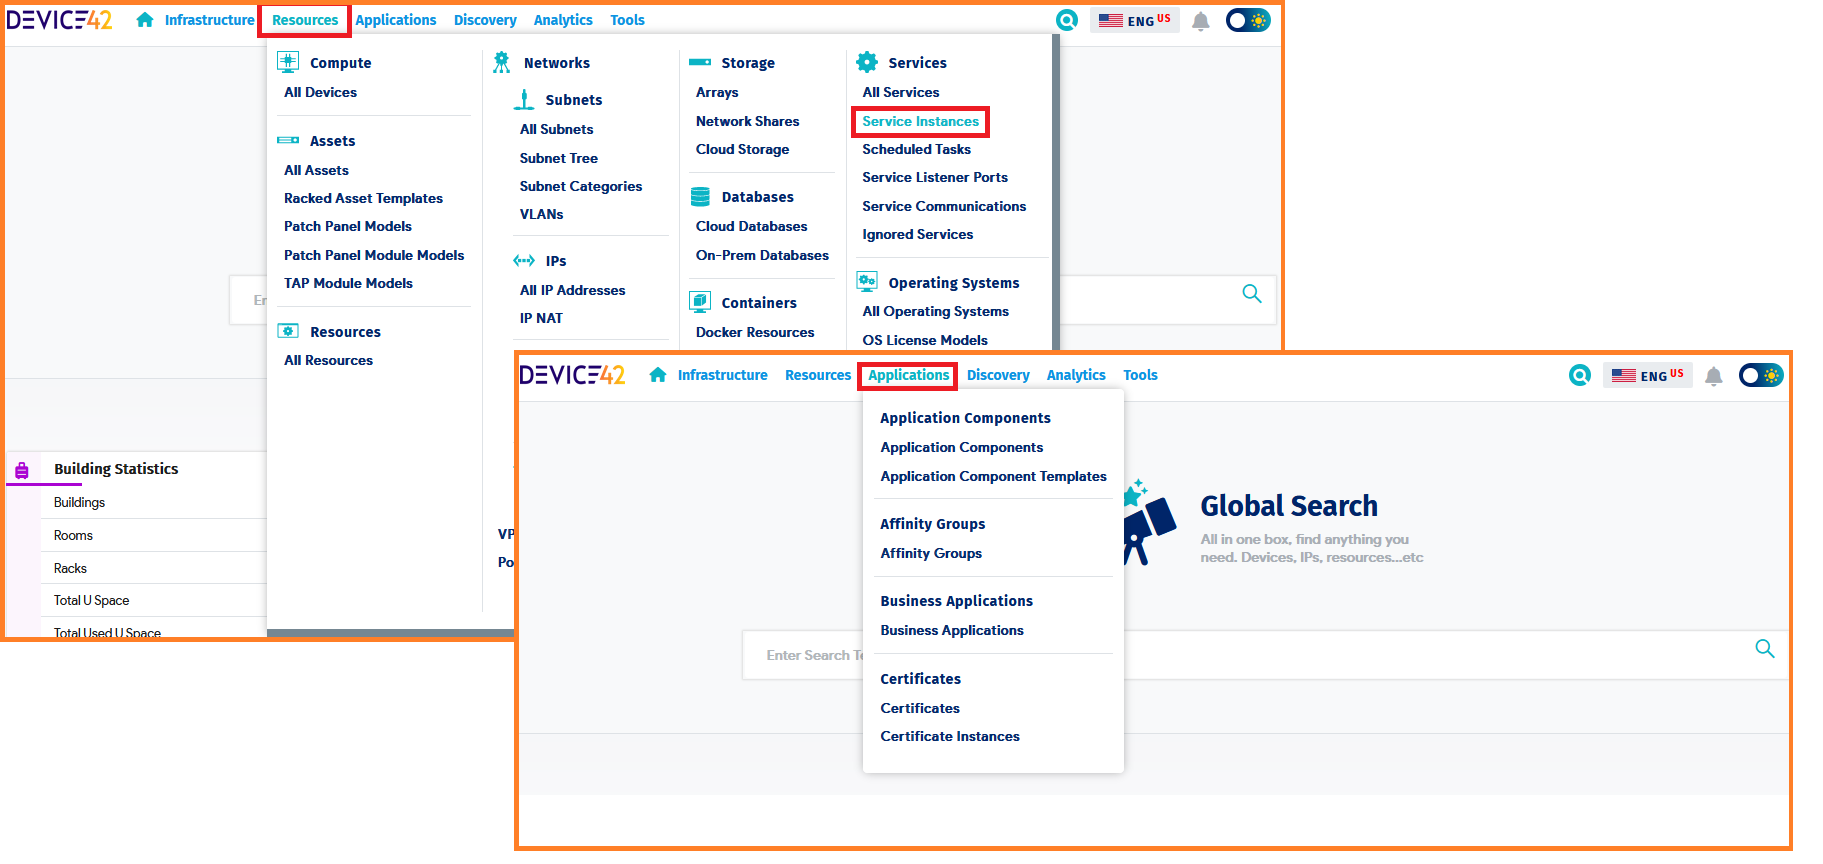 DEVICE42 Infrastructure Resources Applications Discovery Analytics Tools ENG US
Compute
All Devices
Assets
All Assets
Racked Asset Templates
Patch Panel Models
Patch Panel Module Models
TAP Module Models
Resources
All Resources
Networks
Subnets
All Subnets
Subnet Tree
Subnet Categories
VLANs
IPs
All IP Addresses
IP NAT
VP
Po
Storage
Arrays
Network Shares
Cloud Storage
Databases
Cloud Databases
On-Prem Databases
Containers
Docker Resources
Services
All Services
Service Instances
Scheduled Tasks
Service Listener Ports
Service Communications
Ignored Services
Operating Systems
All Operating Systems
OS License Models
Building Statistics
Buildings
Rooms
Racks
Total U Space
Total Used U Space
DEVICE42 Infrastructure Resources Applications Discovery Analytics Tools ENG US
Application Components
Application Components
Application Component Templates
Affinity Groups
Affinity Groups
Business Applications
Business Applications
Certificates
Certificates
Certificate Instances
Global Search
All in one box, find anything you
need. Devices, IPs, resources...etc
Enter Search